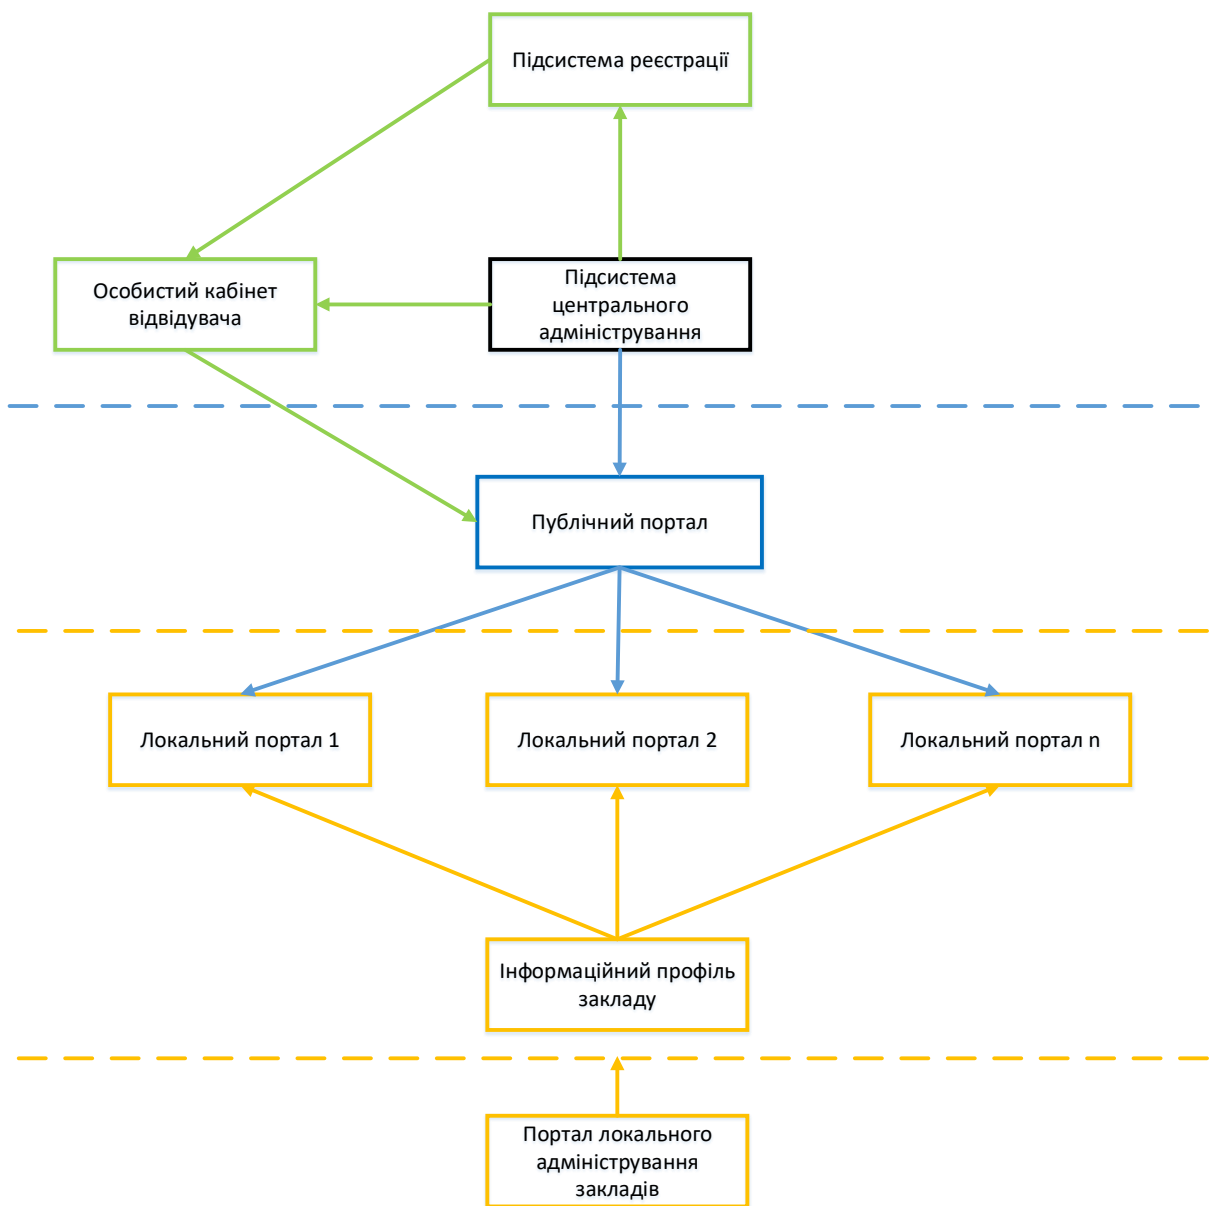 Підсистема реєстрації
Особистий кабінет
відвідувача
Підсистема
центрального
адміністрування
Публічний портал
Локальний портал 1
Локальний портал 2
Локальний портал n
Інформаційний профіль
закладу
Портал локального
адміністрування
закладів